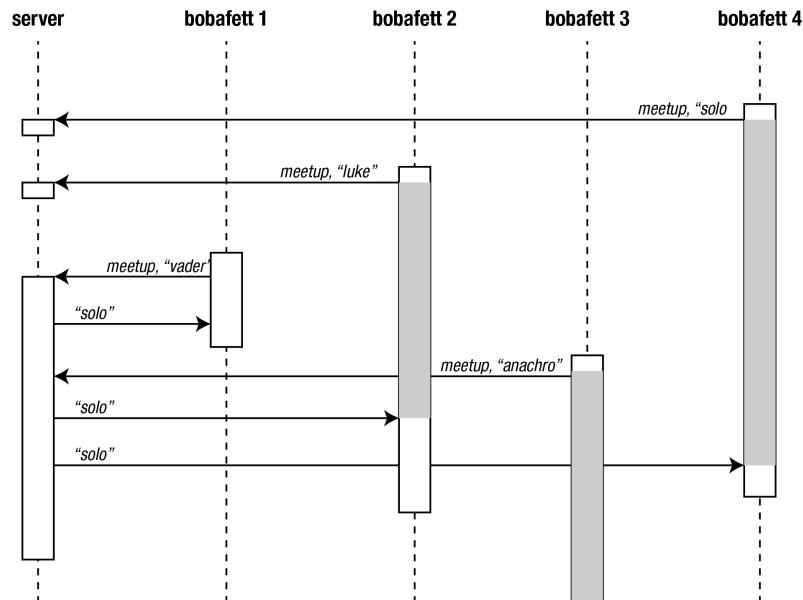 server bobafett 1 bobafett 2 bobafett 3 bobafett 4
meetup, “solo
meetup, “luke”
meetup, “vader”
“solo”
meetup, “anachro”
“solo”
“solo”